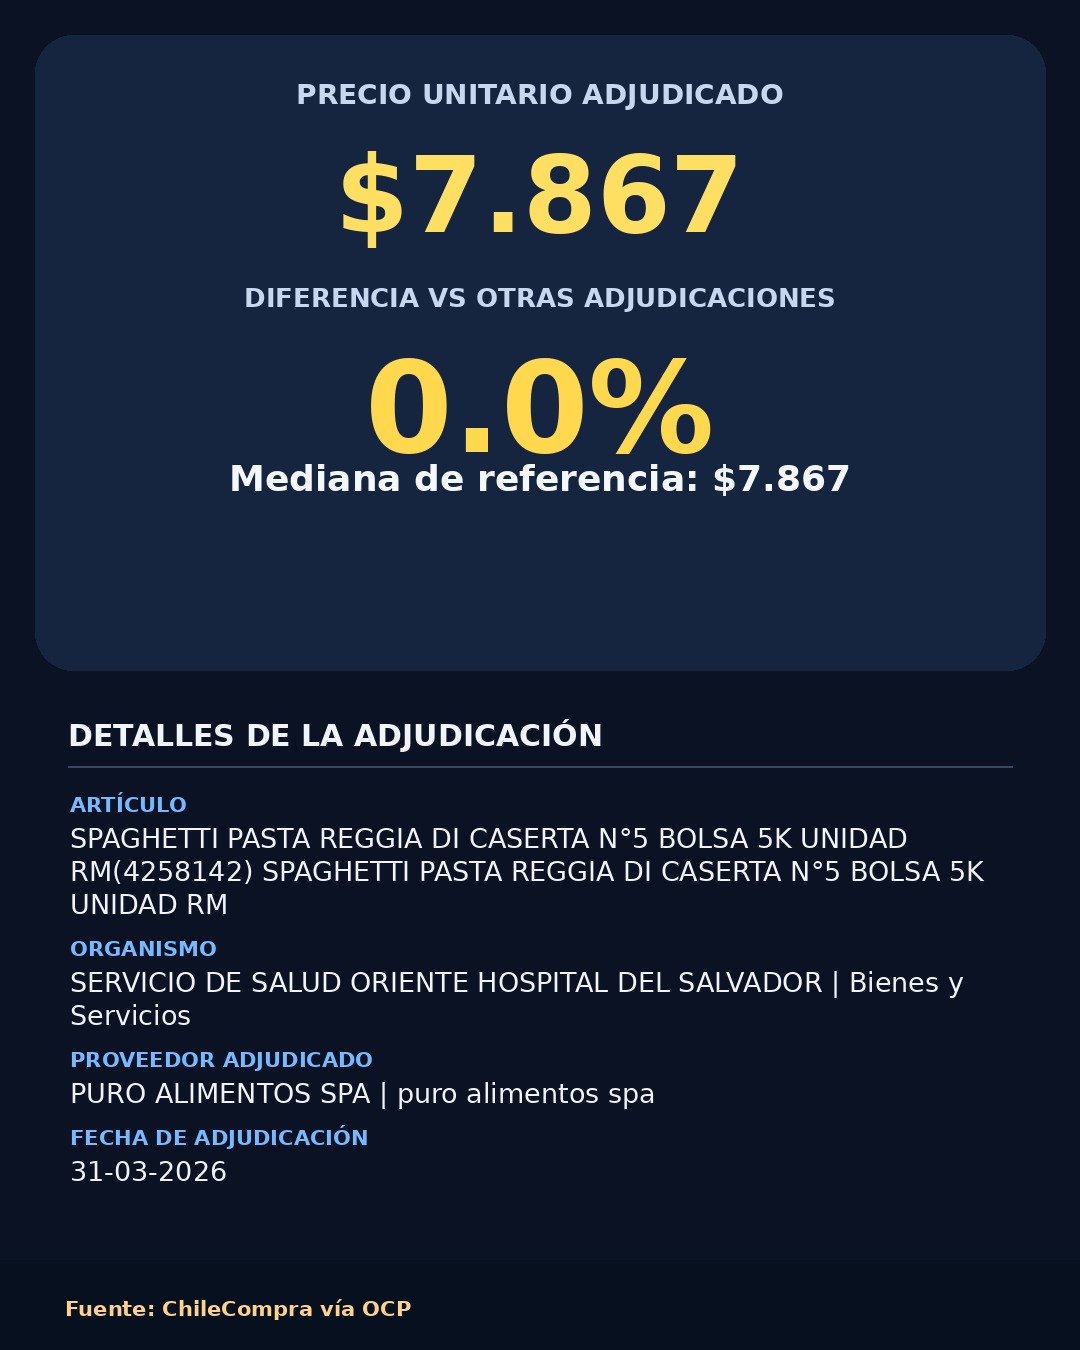 PRECIO UNITARIO ADJUDICADO
$7.867
DIFERENCIA VS OTRAS ADJUDICACIONES
0.0%
Mediana de referencia: $7.867
DETALLES DE LA ADJUDICACIÓN
ARTÍCULO
SPAGHETTI PASTA REGGIA DI CASERTA N°5 BOLSA 5K UNIDAD
RM(4258142) SPAGHETTI PASTA REGGIA DI CASERTA N°5 BOLSA 5K
UNIDAD RM
ORGANISMO
SERVICIO DE SALUD ORIENTE HOSPITAL DEL SALVADOR | Bienes y
Servicios
PROVEEDOR ADJUDICADO
PURO ALIMENTOS SPA | puro alimentos spa
FECHA DE ADJUDICACIÓN
31-03-2026
Fuente: ChileCompra vía OCP